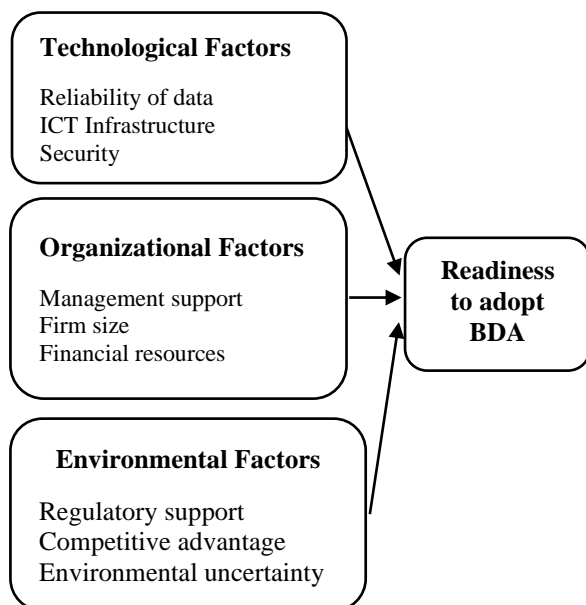 Technological Factors
Reliability of data
ICT Infrastructure
Security
Organizational Factors
Management support
Firm size
Financial resources
Readiness
to adopt
BDA
Environmental Factors
Regulatory support
Competitive advantage
Environmental uncertainty